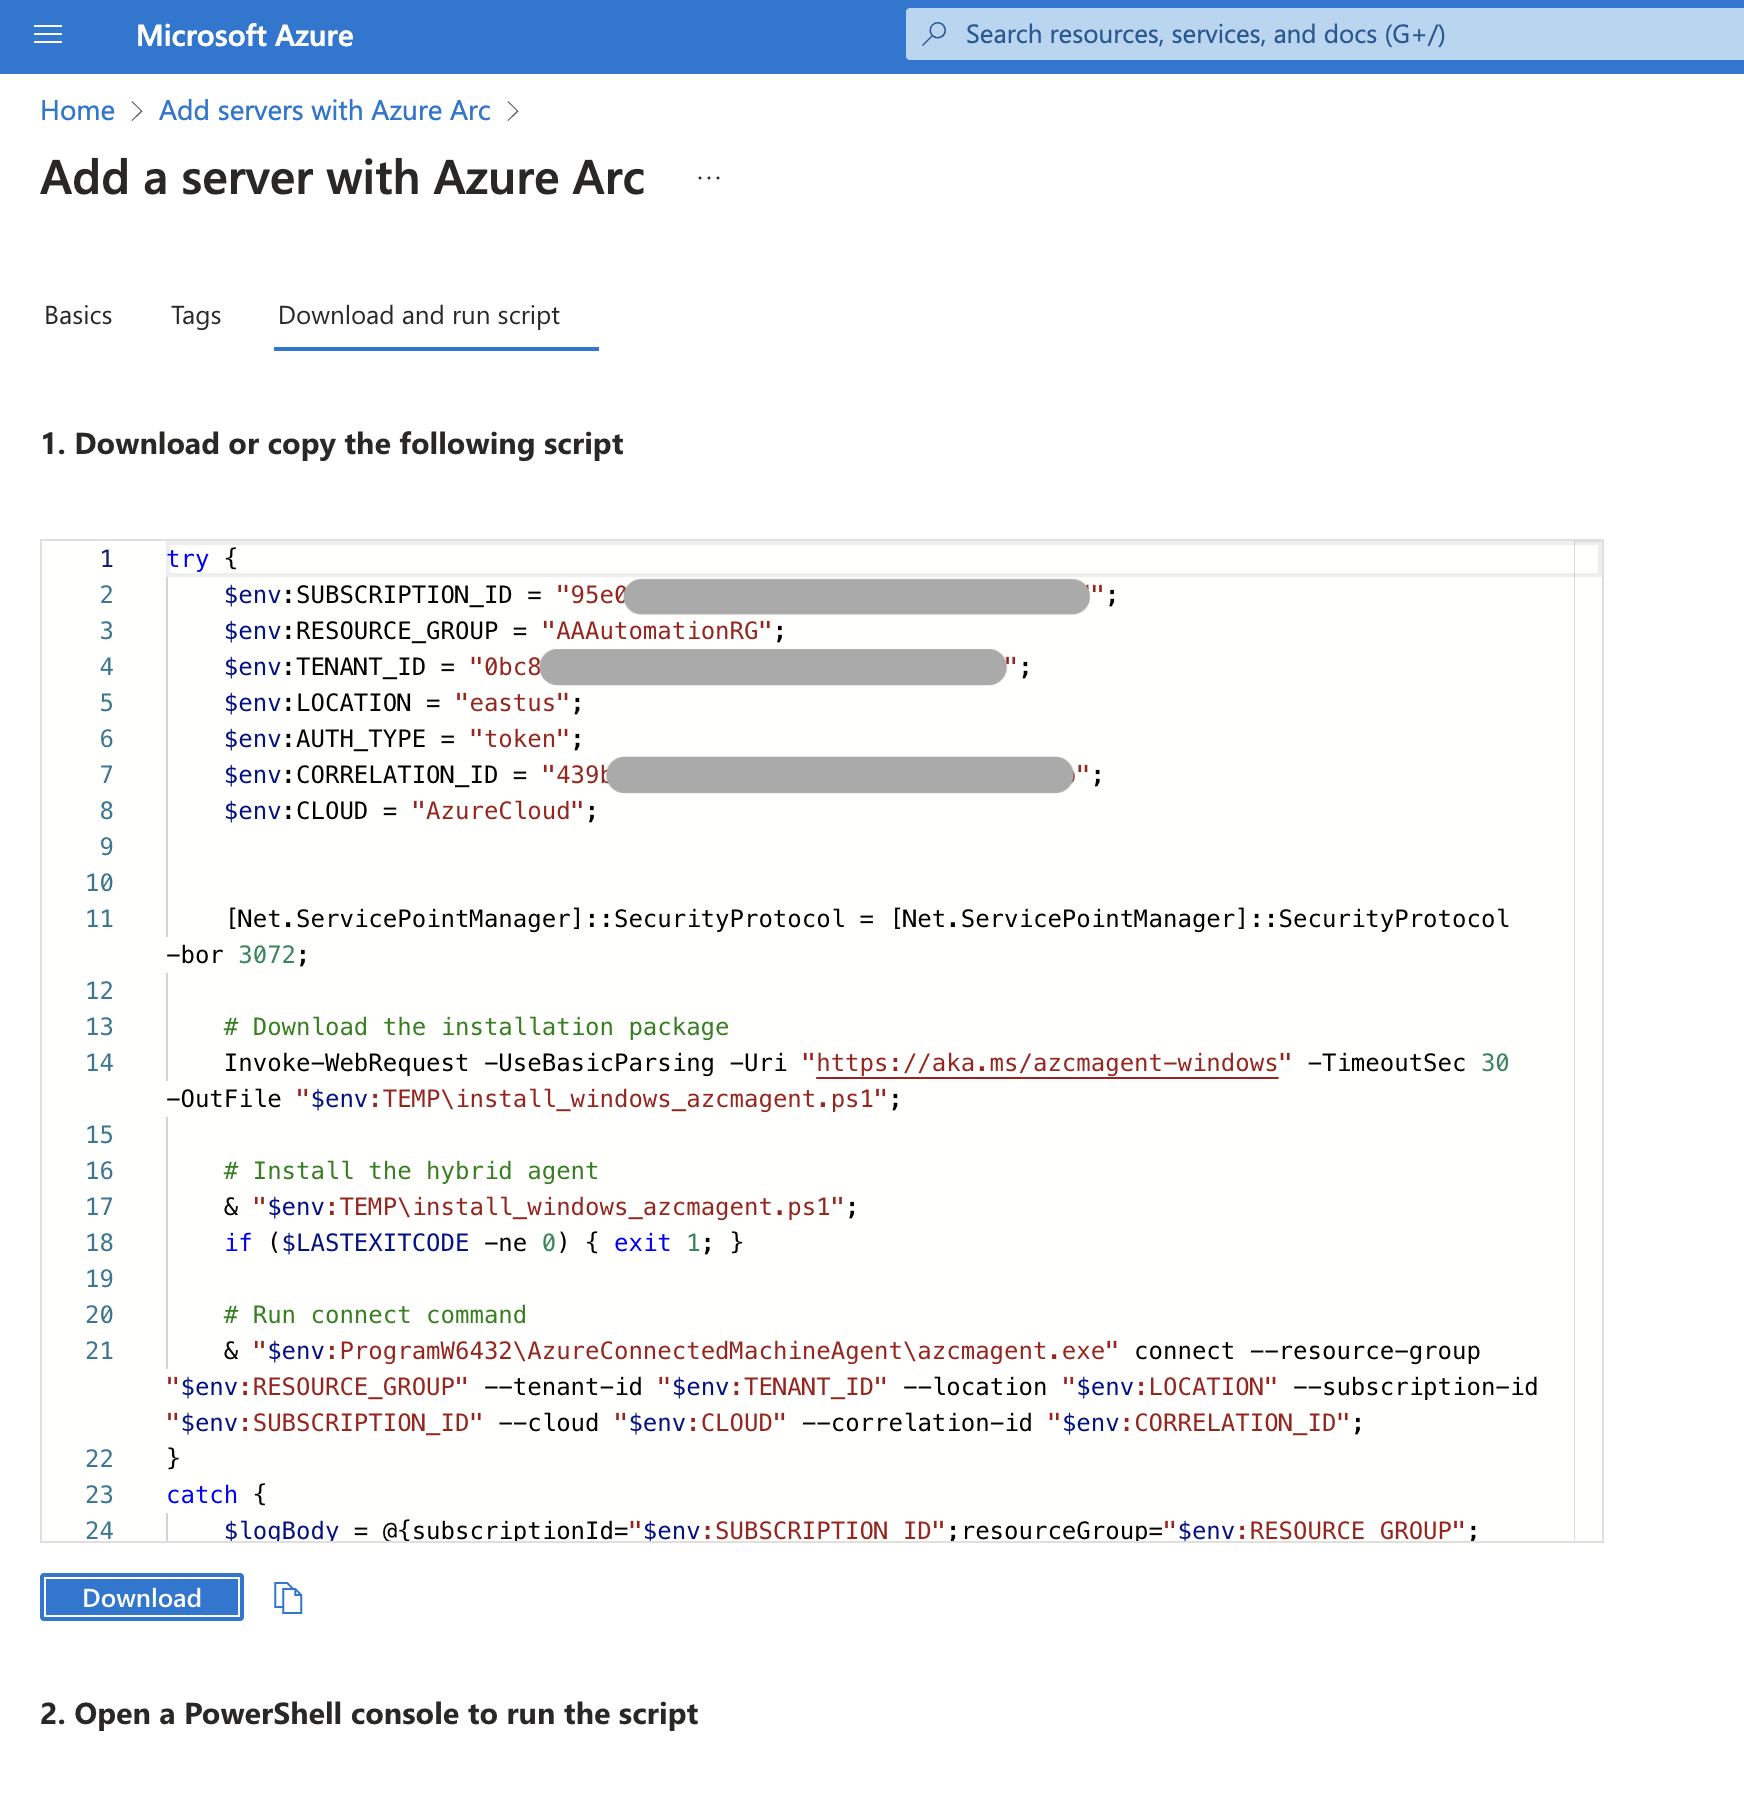 Microsoft Azure
Search resources, services, and docs (G+/)
Home > Add servers with Azure Arc >
Add a server with Azure Arc ...
Basics Tags Download and run script
1. Download or copy the following script
1 try {
2 $env:SUBSCRIPTION_ID = "95e0";
3 $env:RESOURCE_GROUP = "AAAutomationRG";
4 $env:TENANT_ID = "0bc8";
5 $env:LOCATION = "eastus";
6 $env:AUTH_TYPE = "token";
7 $env:CORRELATION_ID = "439b";
8 $env:CLOUD = "AzureCloud";
9
10
11 [Net.ServicePointManager]::SecurityProtocol = [Net.ServicePointManager]::SecurityProtocol
-bor 3072;
12
13 # Download the installation package
14 Invoke-WebRequest -UseBasicParsing -Uri "https://aka.ms/azcmagent-windows" -TimeoutSec 30
-OutFile "$env:TEMP\install_windows_azcmagent.ps1";
15
16 # Install the hybrid agent
17 & "$env:TEMP\install_windows_azcmagent.ps1";
18 if ($LASTEXITCODE -ne 0) { exit 1; }
19
20 # Run connect command
21 & "$env:ProgramW6432\AzureConnectedMachineAgent\azcmagent.exe" connect --resource-group
"$env:RESOURCE_GROUP" --tenant-id "$env:TENANT_ID" --location "$env:LOCATION" --subscription-id
"$env:SUBSCRIPTION_ID" --cloud "$env:CLOUD" --correlation-id "$env:CORRELATION_ID";
22 }
23 catch {
24 $logBody = @{subscriptionId="$env:SUBSCRIPTION_ID";resourceGroup="$env:RESOURCE_GROUP";
Download
2. Open a PowerShell console to run the script